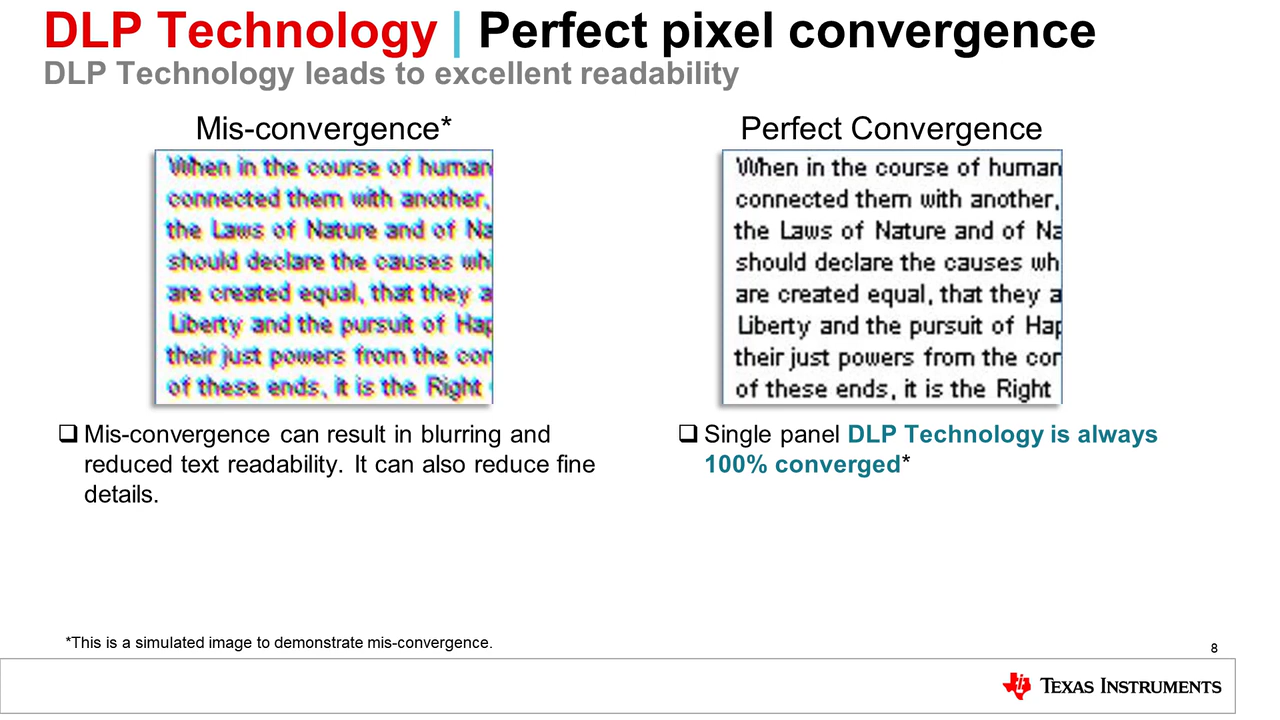 DLP Technology | Perfect pixel convergence
DLP Technology leads to excellent readability
Mis-convergence*
When in the course of human
connected them with another,
the Laws of Nature and of Na
should declare the causes whi
are created equal, that they a
Liberty and the pursuit of Hap
their just powers from the con
of these ends, it is the Right
❑ Mis-convergence can result in blurring and
reduced text readability. It can also reduce fine
details.
Perfect Convergence
When in the course of human
connected them with another,
the Laws of Nature and of Na
should declare the causes wh
are created equal, that they a
Liberty and the pursuit of Hap
their just powers from the cor
of these ends, it is the Right
❑ Single panel DLP Technology is always
100% converged*
*This is a simulated image to demonstrate mis-convergence.
8
TEXAS INSTRUMENTS